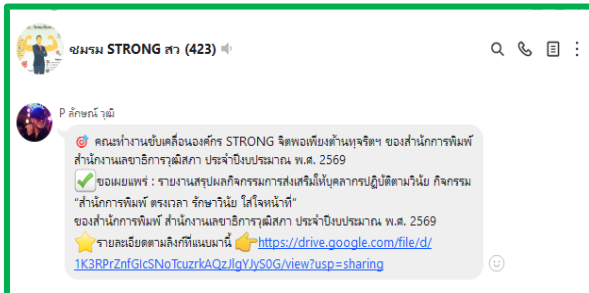 ชมรม STRONG สว (423)
P ลักษณ์ วุฒิ
🎯 คณะทำงานขับเคลื่อนองค์กร STRONG จิตพอเพียงต้านทุจริตฯ ของสำนักการพิมพ์
สำนักงานเลขาธิการวุฒิสภา ประจำปีงบประมาณ พ.ศ. 2569
✅ขอเผยแพร่ : รายงานสรุปผลกิจกรรมการส่งเสริมให้บุคลากรปฏิบัติตามวินัย กิจกรรม
“สำนักการพิมพ์ ตรงเวลา รักษาวินัย ใส่ใจหน้าที่”
ของสำนักการพิมพ์ สำนักงานเลขาธิการวุฒิสภา ประจำปีงบประมาณ พ.ศ. 2569
⭐รายละเอียดตามลิงก์ที่แนบมานี้ 👉https://drive.google.com/file/d/
1K3RPrZnfGIcSNoTcuzrkAQzJlgYJyS0G/view?usp=sharing